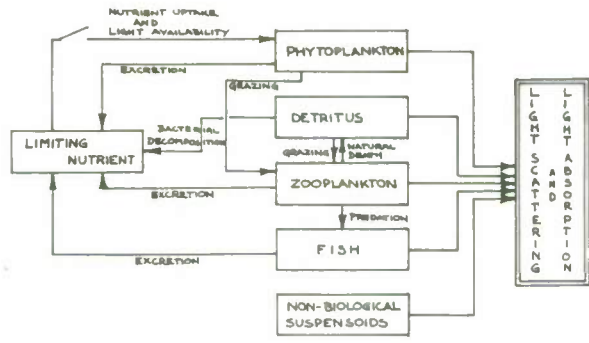 NUTRIENT UPTAKE
AND
LIGHT AVAILABILITY
PHYTOPLANKTON
EXCRETION
GRAZING
DETRITUS
BACTERIAL
DECOMPOSITION
LIMITING
NUTRIENT
GRAZING
NATURAL
DEATH
ZOOPLANKTON
EXCRETION
PREDATION
FISH
EXCRETION
NON-BIOLOGICAL
SUSPENSOIDS
LIGHT SCATTERING
AND
LIGHT ABSORPTION